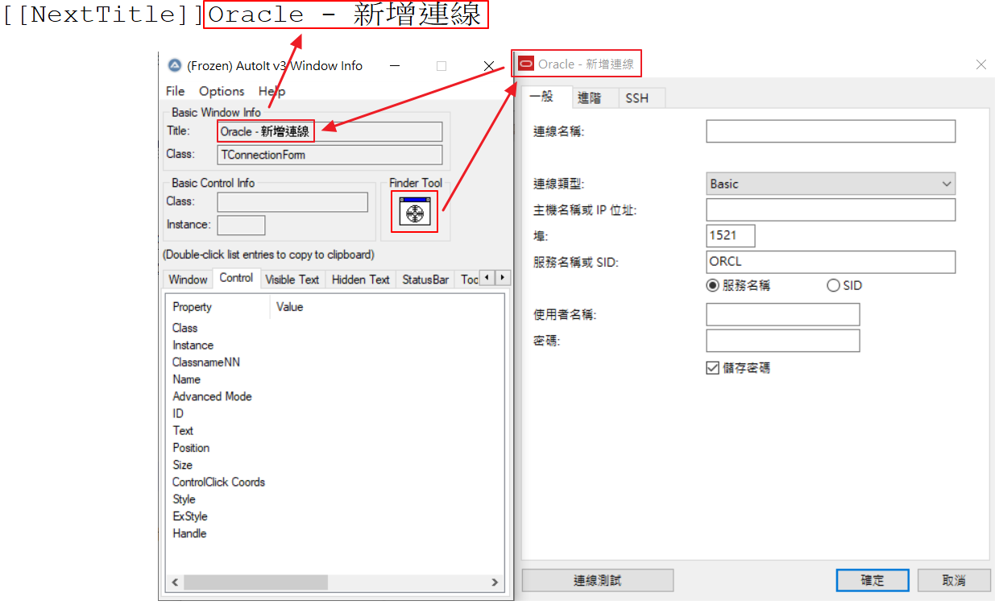 [[NextTitle]]Oracle - 新增連線
(Frozen) AutoIt v3 Window Info
File Options Help
Basic Window Info
Title: Oracle - 新增連線
Class: TConnectionForm
Basic Control Info
Class:
Instance:
Finder Tool
(Double-click list entries to copy to clipboard)
Window Control Visible Text Hidden Text StatusBar Toc
Property Value
Class
Instance
ClassnameNN
Name
Advanced Mode
ID
Text
Position
Size
ControlClick Coords
Style
ExStyle
Handle
Oracle - 新增連線
一般 進階 SSH
連線名稱:
連線類型: Basic
主機名稱或 IP 位址:
埠: 1521
服務名稱或 SID: ORCL
服務名稱 SID
使用者名稱:
密碼:
儲存密碼
連線測試 確定 取消